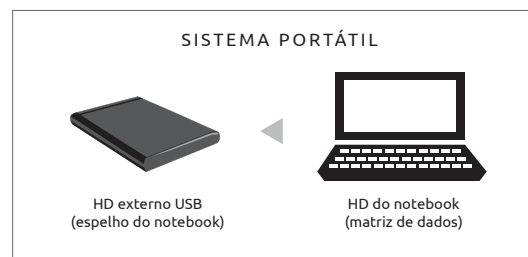 SISTEMA PORTÁTIL
HD externo USB
(espelho do notebook)
HD do notebook
(matriz de dados)